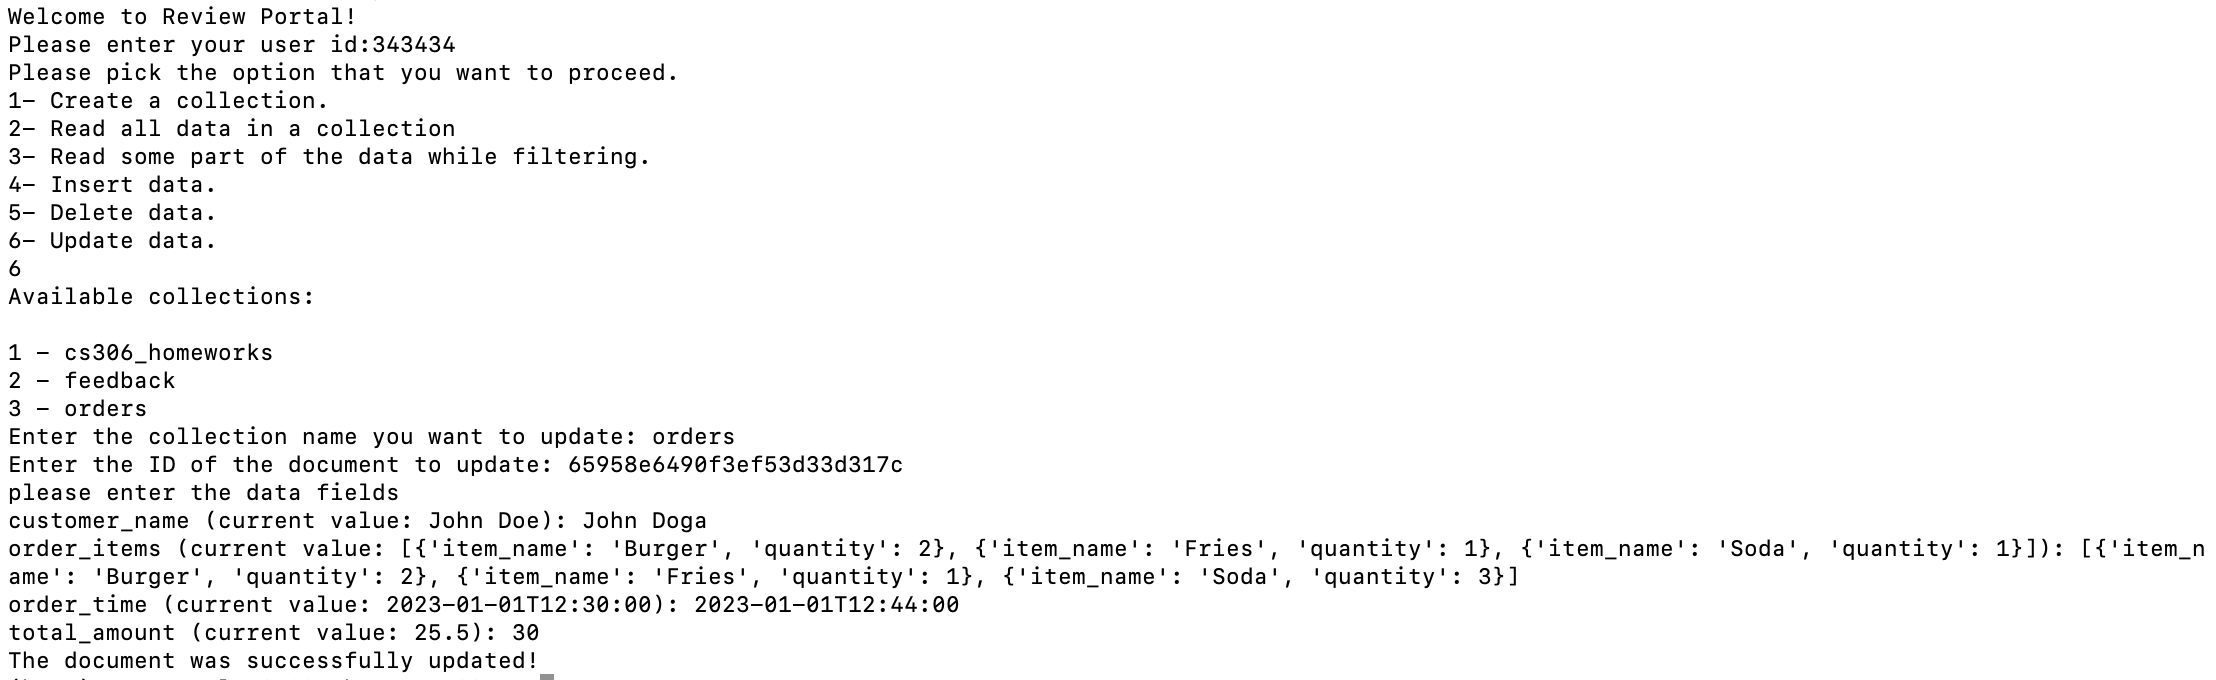 Welcome to Review Portal!
Please enter your user id:343434
Please pick the option that you want to proceed.
1- Create a collection.
2- Read all data in a collection
3- Read some part of the data while filtering.
4- Insert data.
5- Delete data.
6- Update data.
6
Available collections:
1 - cs306_homeworks
2 - feedback
3 - orders
Enter the collection name you want to update: orders
Enter the ID of the document to update: 65958e6490f3ef53d33d317c
please enter the data fields
customer_name (current value: John Doe): John Doga
order_items (current value: [{'item_name': 'Burger', 'quantity': 2}, {'item_name': 'Fries', 'quantity': 1}, {'item_name': 'Soda', 'quantity': 1}]): [{'item_n
ame': 'Burger', 'quantity': 2}, {'item_name': 'Fries', 'quantity': 1}, {'item_name': 'Soda', 'quantity': 3}]
order_time (current value: 2023-01-01T12:30:00): 2023-01-01T12:44:00
total_amount (current value: 25.5): 30
The document was successfully updated!